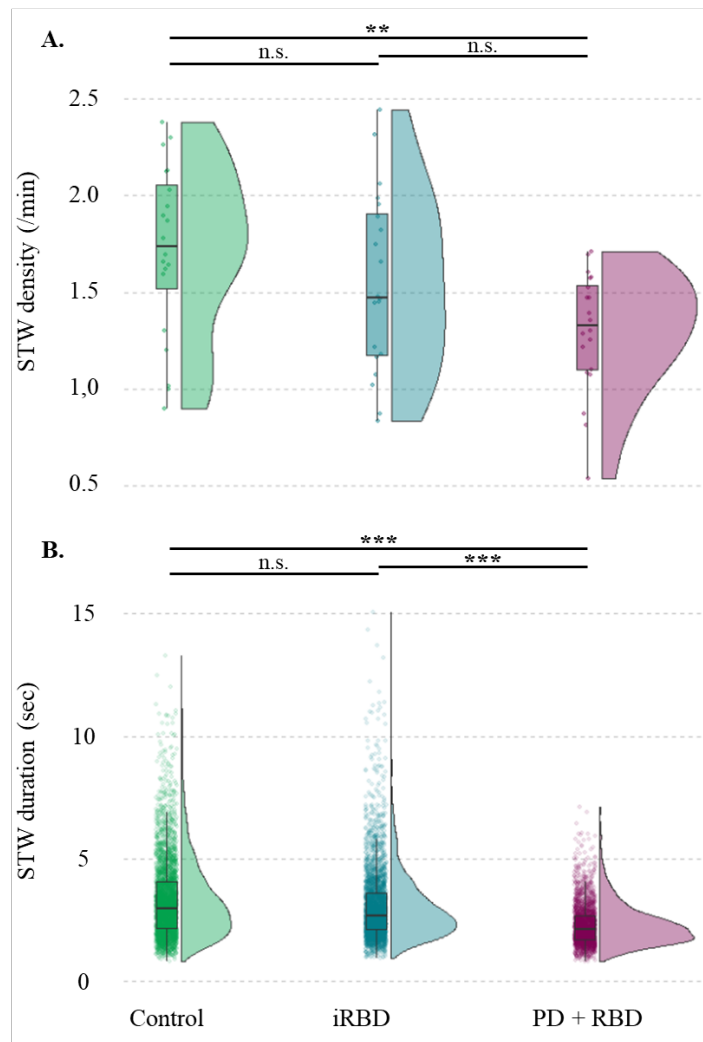 A.
**
n.s.
n.s.
2.5
2.0
1.5
1,0
0.5
STW density (/min)
B.
***
n.s.
***
15
10
5
0
STW duration (sec)
Control iRBD PD + RBD